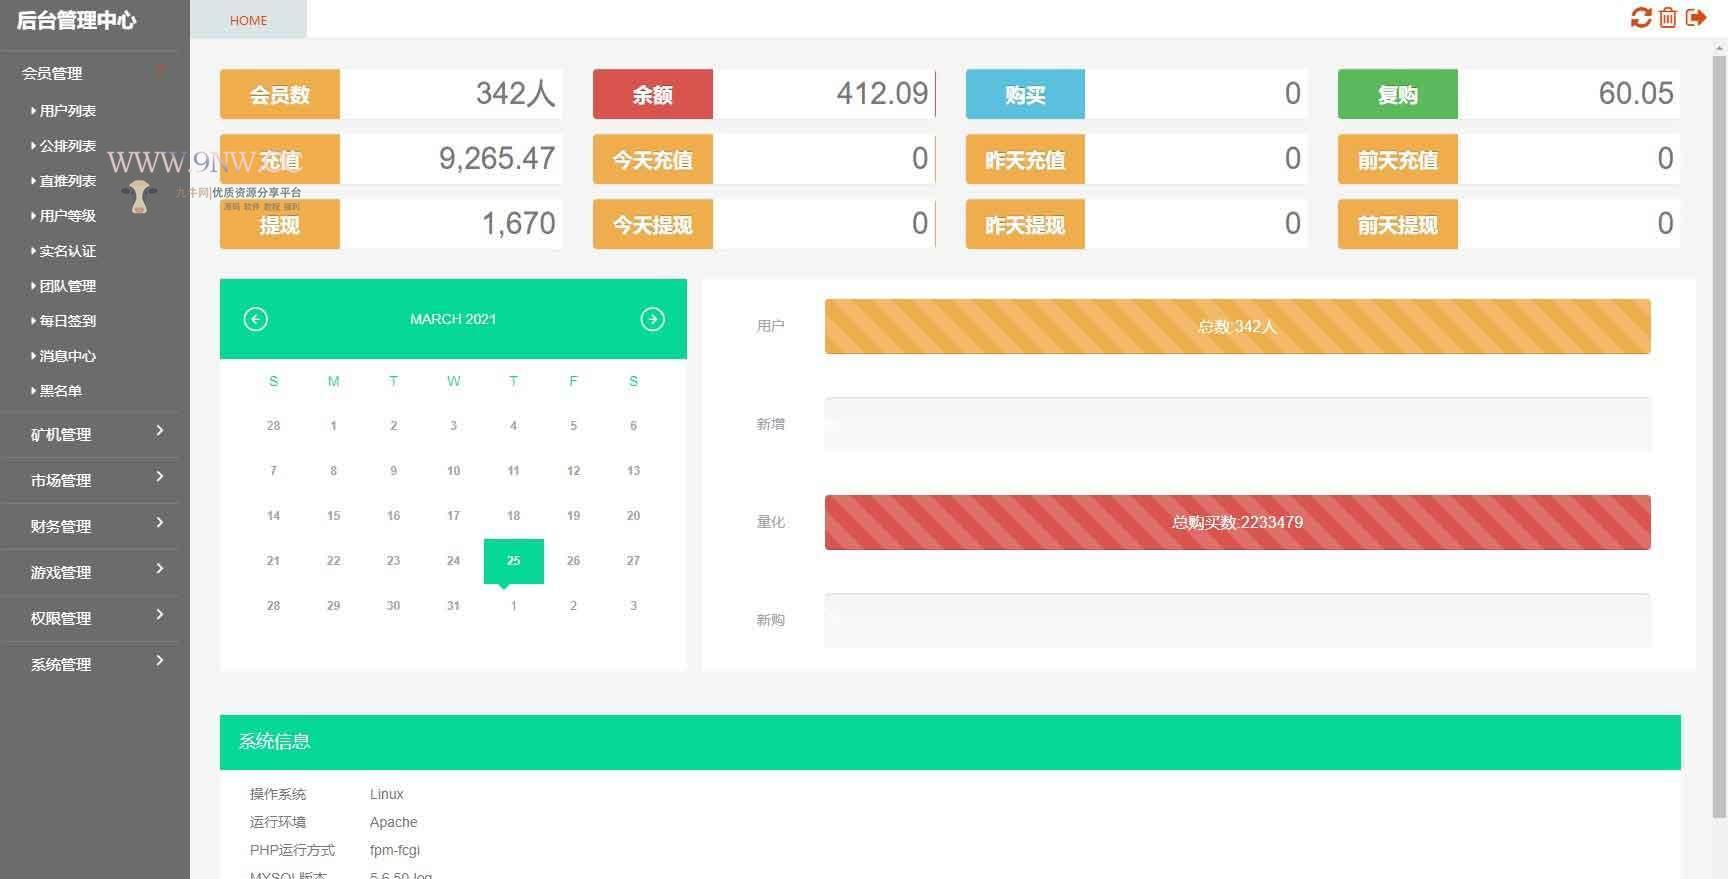 后台管理中心
HOME
会员管理
用户列表
公排列表
直推列表
用户等级
实名认证
团队管理
每日签到
消息中心
黑名单
矿机管理
市场管理
财务管理
游戏管理
权限管理
系统管理
WWW.9NW.CC
九牛网|优质资源分享平台
源码 软件 教程 福利
会员数 342人
余额 412.09
购买 0
复购 60.05
充值 9,265.47
今天充值 0
昨天充值 0
前天充值 0
提现 1,670
今天提现 0
昨天提现 0
前天提现 0
MARCH 2021
S M T W T F S
28 1 2 3 4 5 6
7 8 9 10 11 12 13
14 15 16 17 18 19 20
21 22 23 24 25 26 27
28 29 30 31 1 2 3
用户 总数:342人
新增
量化 总购买数:2233479
新购
系统信息
操作系统 Linux
运行环境 Apache
PHP运行方式 fpm-fcgi
MYSQL版本 5.6.50-log